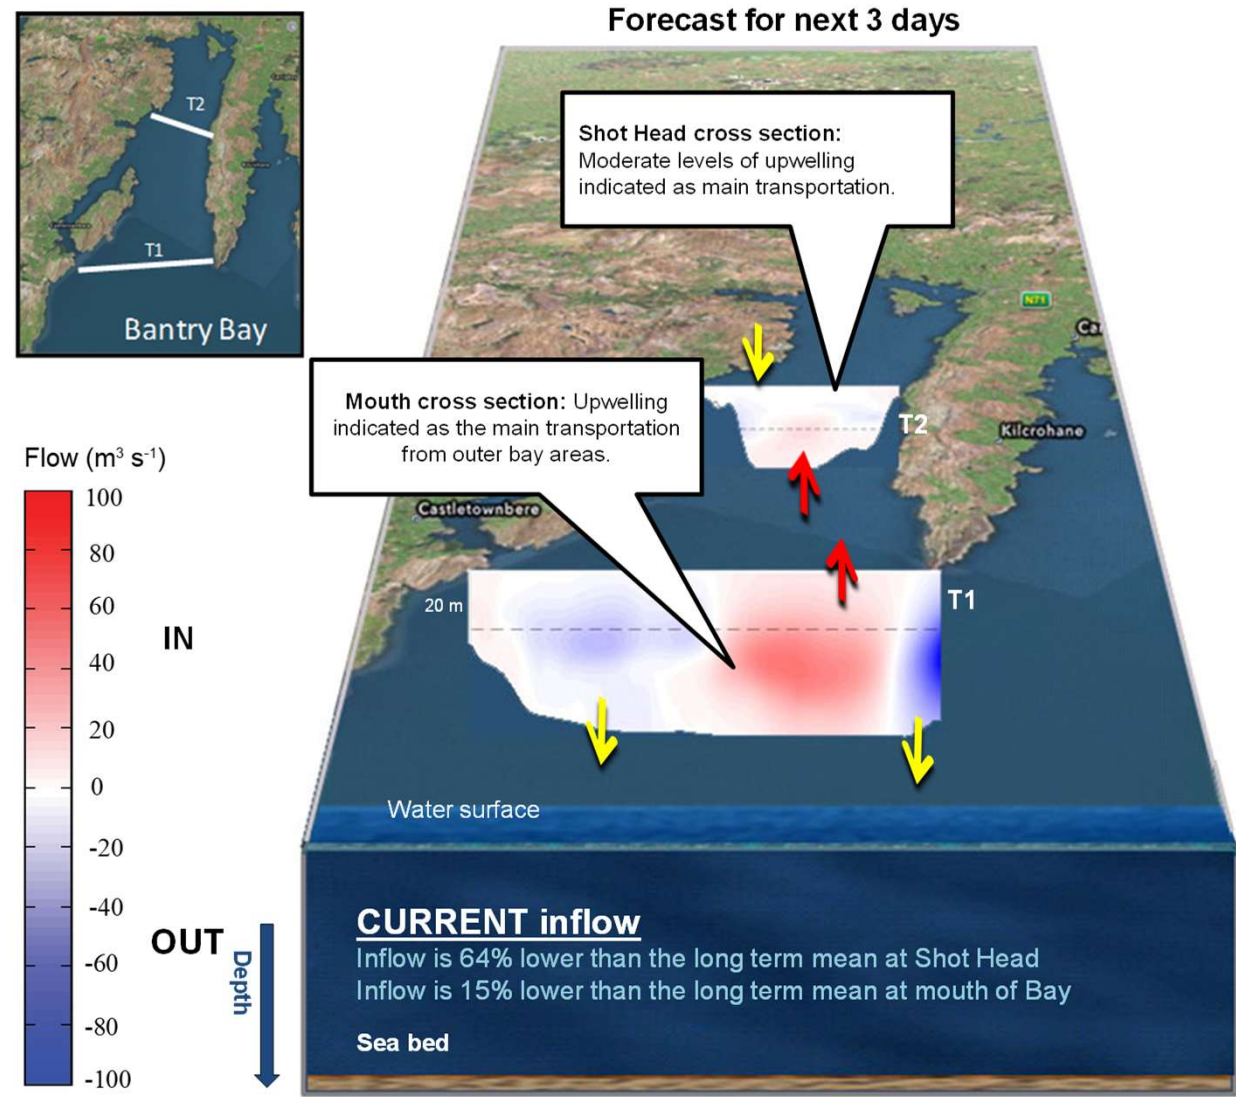 Forecast for next 3 days
T2
T1
Bantry Bay
Shot Head cross section:
Moderate levels of upwelling
indicated as main transportation.
N71
Mouth cross section: Upwelling
indicated as the main transportation
from outer bay areas.
T2
Kilcrohane
Castletownbere
Flow (m³ s⁻¹)
100
80
60
40
20
0
-20
-40
-60
-80
-100
IN
OUT
Depth
20 m
T1
Water surface
CURRENT inflow
Inflow is 64% lower than the long term mean at Shot Head
Inflow is 15% lower than the long term mean at mouth of Bay
Sea bed